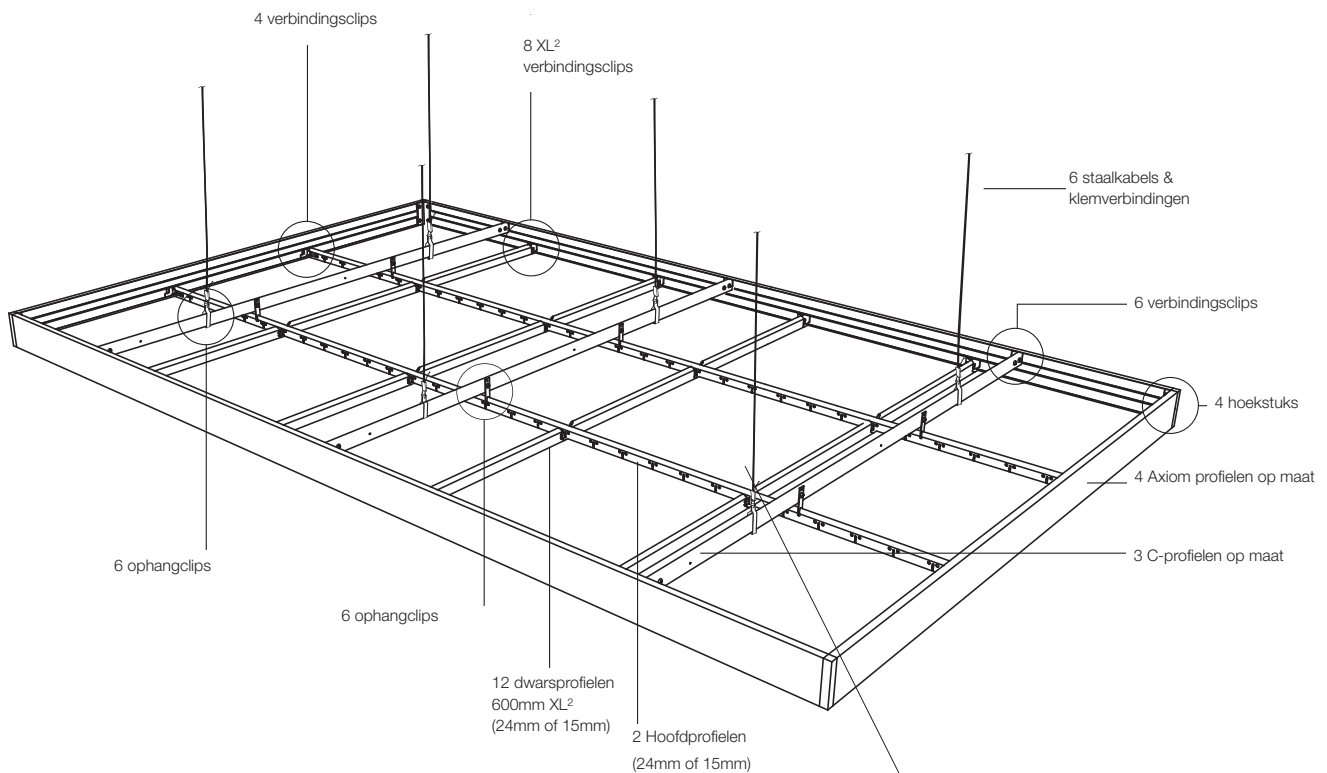 4 verbindingsclips
8 XL²
verbindingsclips
6 staalkabels &
klemverbindingen
6 verbindingsclips
4 hoekstuks
4 Axiom profielen op maat
3 C-profielen op maat
6 ophangclips
6 ophangclips
12 dwarsprofielen
600mm XL²
(24mm of 15mm)
2 Hoofdprofielen
(24mm of 15mm)